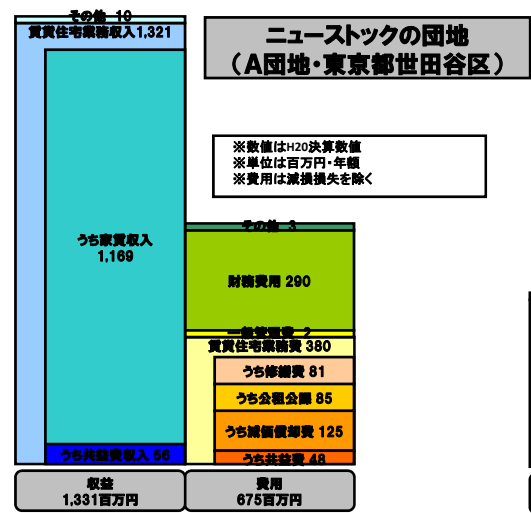 その他 10
賃貸住宅業務収入1,321
ニューストックの団地
（A団地・東京都世田谷区）
※数値はH20決算数値
※単位は百万円・年額
※費用は減損損失を除く
うち家賃収入
1,169
その他 3
財務費用 290
一般管理費 2
賃貸住宅業務費 380
うち修繕費 81
うち公租公課 85
うち減価償却費 125
うち共益費収入 56
うち共益費 48
収益
1,331百万円
費用
675百万円